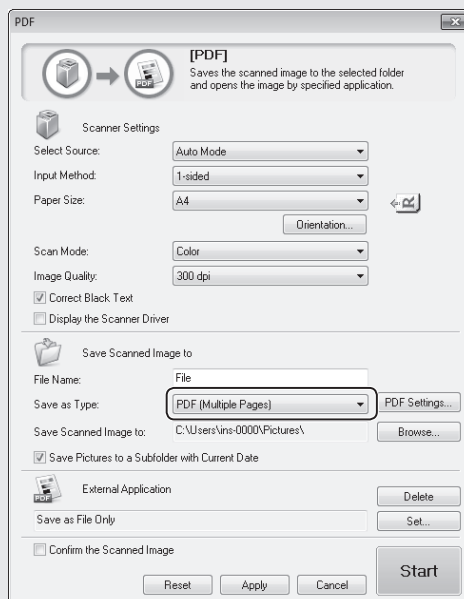 PDF
[PDF]
Saves the scanned image to the selected folder
and opens the image by specified application.
PDF
Scanner Settings
Select Source: Auto Mode
Input Method: 1-sided
Paper Size: A4
R
Orientation...
Scan Mode: Color
Image Quality: 300 dpi
Correct Black Text
Display the Scanner Driver
Save Scanned Image to
File Name: File
Save as Type: PDF (Multiple Pages) PDF Settings...
Save Scanned Image to: C:\Users\ins-0000\Pictures\ Browse...
Save Pictures to a Subfolder with Current Date
PDF
External Application Delete
Save as File Only Set...
Confirm the Scanned Image
Reset Apply Cancel Start